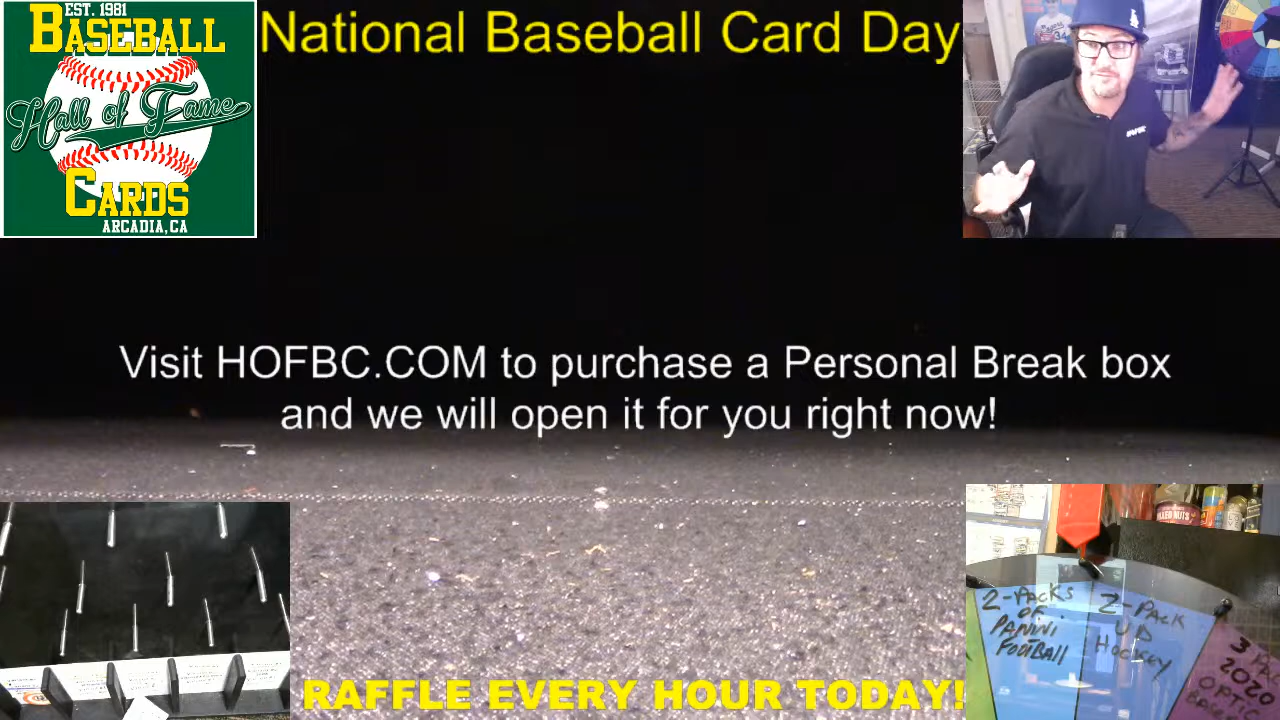 EST. 1981
BASEBALL
Hall of Fame
CARDS
ARCADIA, CA
National Baseball Card Day
34
Visit HOFBC.COM to purchase a Personal Break box
and we will open it for you right now!
2-PACKS
OF
PANINI
FOOTBALL
2-PACK
UD
HOCKEY
3
2020
OPTIC
RAFFLE EVERY HOUR TODAY!